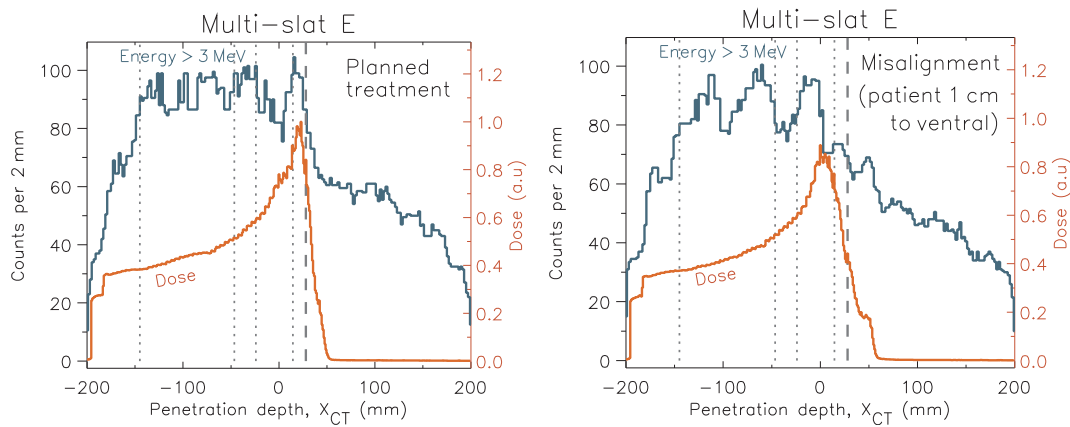 Multi-slat E
Energy > 3 MeV
Planned
treatment
Dose
Counts per 2 mm
0
20
40
60
80
100
Dose (a.u)
0.0
0.2
0.4
0.6
0.8
1.0
1.2
-200
-100
0
100
200
Penetration depth, XCT (mm)
Multi-slat E
Energy > 3 MeV
Misalignment
(patient 1 cm
to ventral)
Dose
Counts per 2 mm
0
20
40
60
80
100
Dose (a.u)
0.0
0.2
0.4
0.6
0.8
1.0
1.2
-200
-100
0
100
200
Penetration depth, XCT (mm)